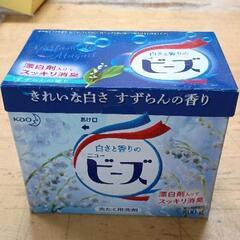 漂白剤入りで
スッキリ消臭
白さと香りの
ビーズ
きれいな白さ すずらんの香り
Kao
あけ口
白さと香りの
ニュー
ビーズ
漂白剤入りで
スッキリ消臭
洗たく用洗剤